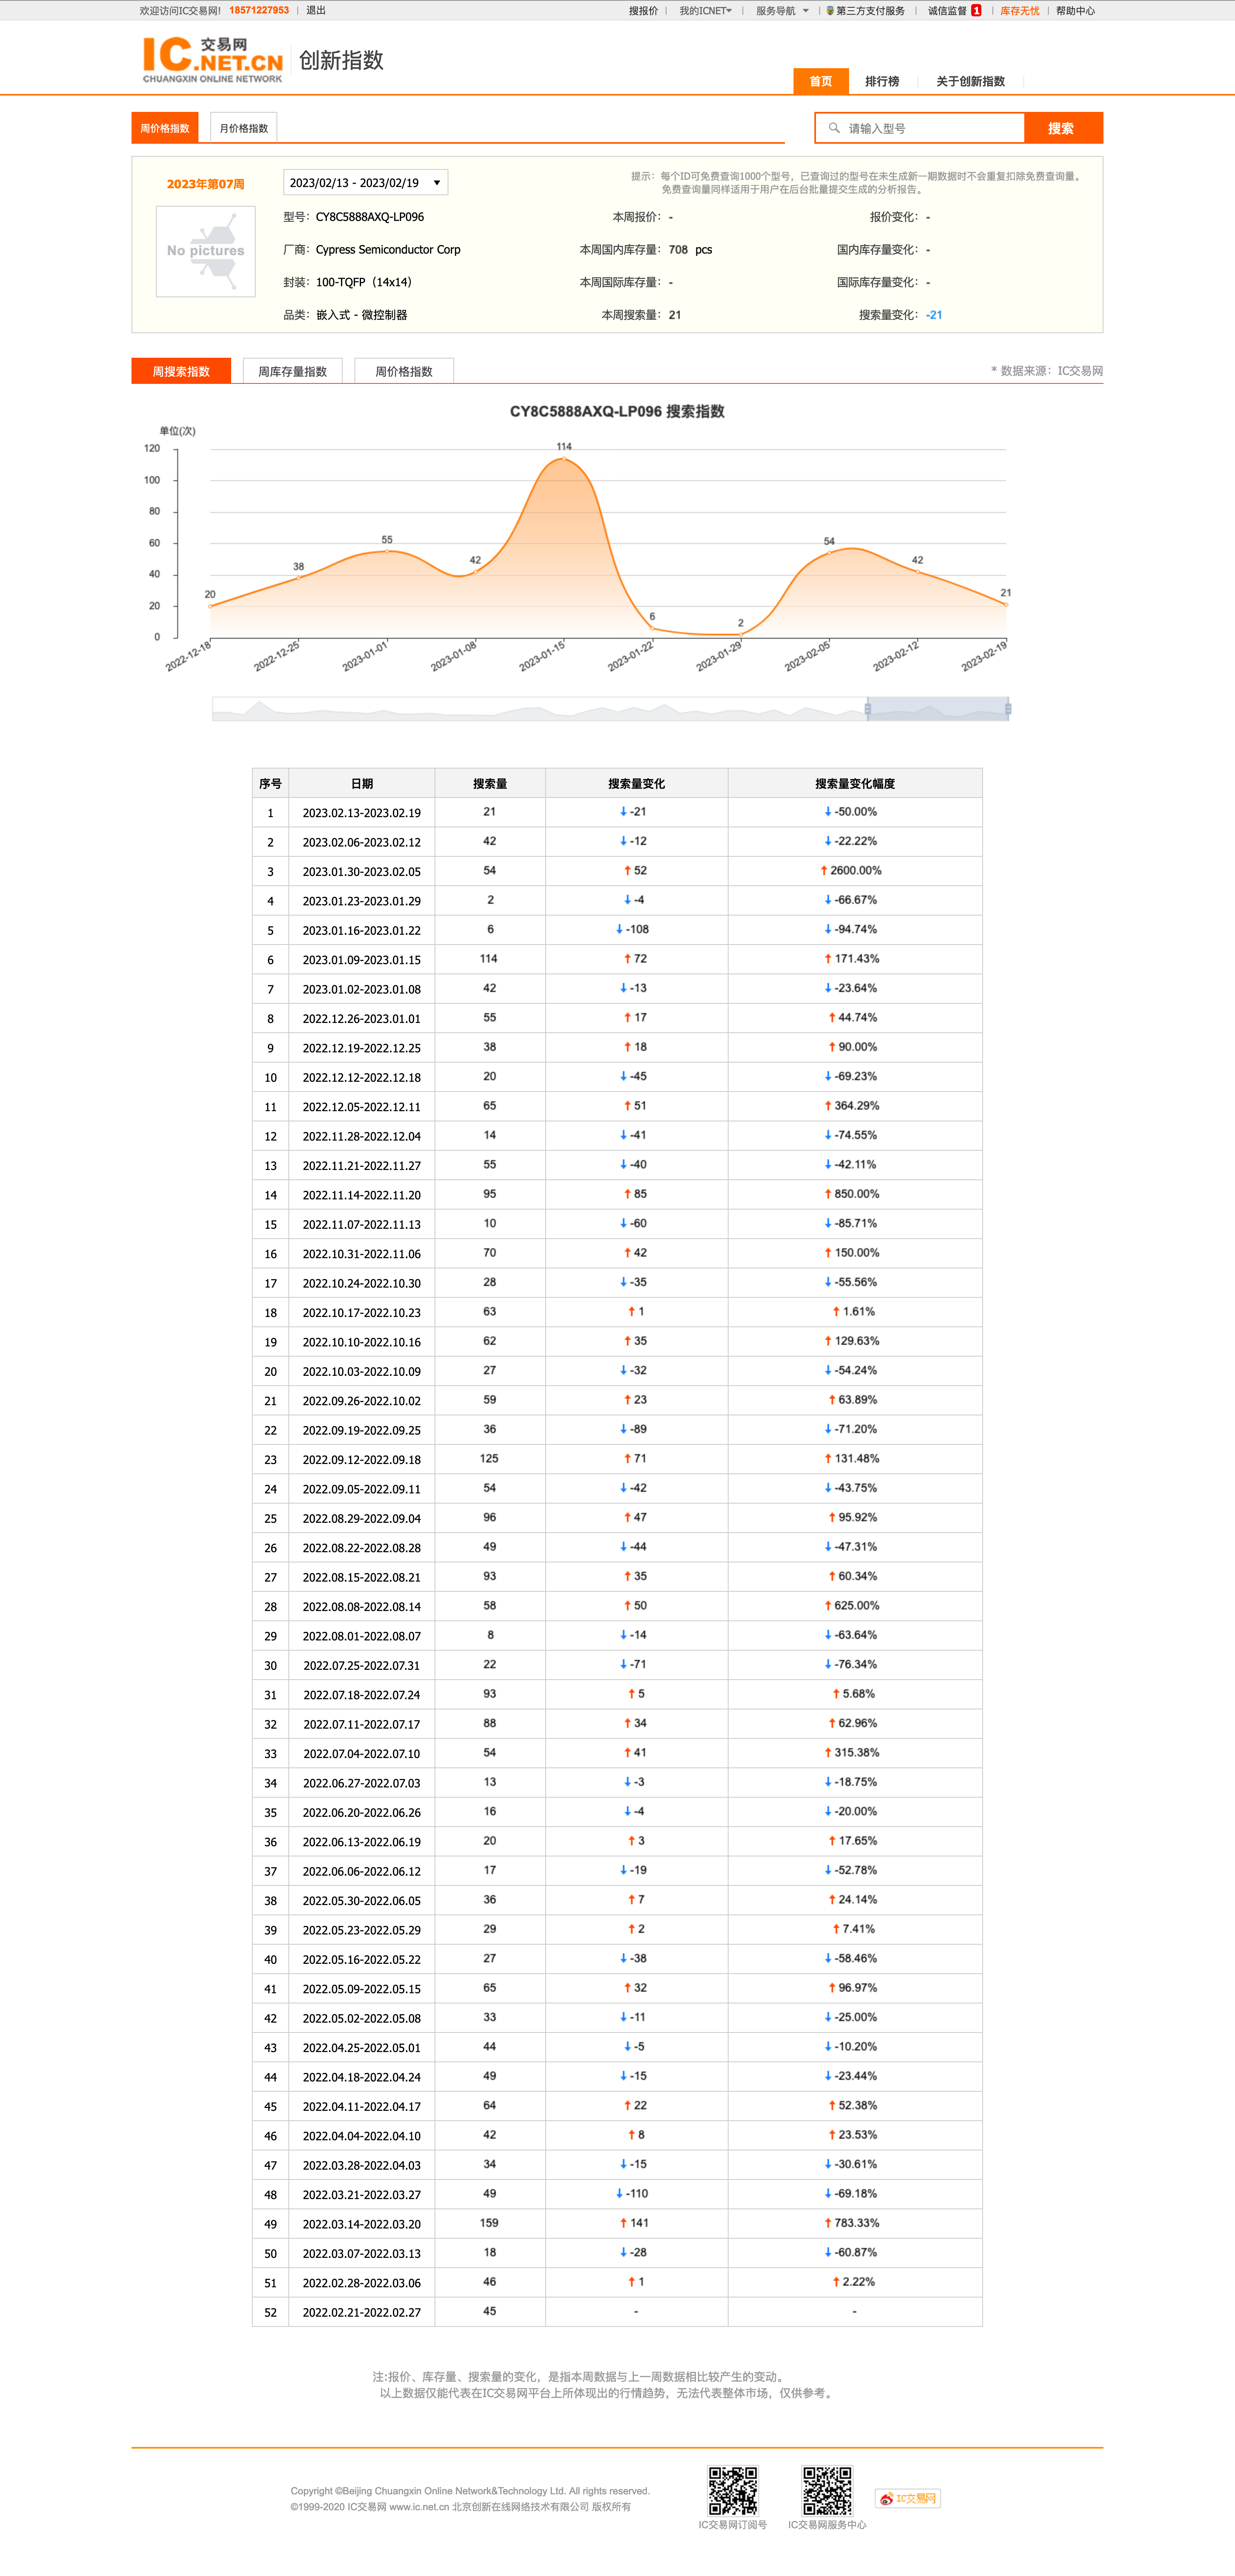 欢迎访问IC交易网! 18571227953 | 退出 搜报价 | 我的ICNET | 服务导航 | 第三方支付服务 | 诚信监督 1 | 库存无忧 | 帮助中心
IC 交易网 .NET.CN
CHUANGXIN ONLINE NETWORK
创新指数
首页 排行榜 关于创新指数
周价格指数 月价格指数 请输入型号 搜索
2023年第07周 2023/02/13 - 2023/02/19
提示：每个ID可免费查询1000个型号，已查询过的型号在未生成新一期数据时不会重复扣除免费查询量。
免费查询量同样适用于用户在后台批量提交生成的分析报告。
No pictures
型号：CY8C5888AXQ-LP096 本周报价：- 报价变化：-
厂商：Cypress Semiconductor Corp 本周国内库存量：708 pcs 国内库存量变化：-
封装：100-TQFP（14x14） 本周国际库存量：- 国际库存量变化：-
品类：嵌入式 - 微控制器 本周搜索量：21 搜索量变化：-21
周搜索指数 周库存量指数 周价格指数 * 数据来源：IC交易网
CY8C5888AXQ-LP096 搜索指数
单位(次)
120
100
80
60
40
20
0
20 38 55 42 114 6 2 54 42 21
2022-12-18 2022-12-25 2023-01-01 2023-01-08 2023-01-15 2023-01-22 2023-01-29 2023-02-05 2023-02-12 2023-02-19
序号 日期 搜索量 搜索量变化 搜索量变化幅度
1 2023.02.13-2023.02.19 21 ↓-21 ↓-50.00%
2 2023.02.06-2023.02.12 42 ↓-12 ↓-22.22%
3 2023.01.30-2023.02.05 54 ↑52 ↑2600.00%
4 2023.01.23-2023.01.29 2 ↓-4 ↓-66.67%
5 2023.01.16-2023.01.22 6 ↓-108 ↓-94.74%
6 2023.01.09-2023.01.15 114 ↑72 ↑171.43%
7 2023.01.02-2023.01.08 42 ↓-13 ↓-23.64%
8 2022.12.26-2023.01.01 55 ↑17 ↑44.74%
9 2022.12.19-2022.12.25 38 ↑18 ↑90.00%
10 2022.12.12-2022.12.18 20 ↓-45 ↓-69.23%
11 2022.12.05-2022.12.11 65 ↑51 ↑364.29%
12 2022.11.28-2022.12.04 14 ↓-41 ↓-74.55%
13 2022.11.21-2022.11.27 55 ↓-40 ↓-42.11%
14 2022.11.14-2022.11.20 95 ↑85 ↑850.00%
15 2022.11.07-2022.11.13 10 ↓-60 ↓-85.71%
16 2022.10.31-2022.11.06 70 ↑42 ↑150.00%
17 2022.10.24-2022.10.30 28 ↓-35 ↓-55.56%
18 2022.10.17-2022.10.23 63 ↑1 ↑1.61%
19 2022.10.10-2022.10.16 62 ↑35 ↑129.63%
20 2022.10.03-2022.10.09 27 ↓-32 ↓-54.24%
21 2022.09.26-2022.10.02 59 ↑23 ↑63.89%
22 2022.09.19-2022.09.25 36 ↓-89 ↓-71.20%
23 2022.09.12-2022.09.18 125 ↑71 ↑131.48%
24 2022.09.05-2022.09.11 54 ↓-42 ↓-43.75%
25 2022.08.29-2022.09.04 96 ↑47 ↑95.92%
26 2022.08.22-2022.08.28 49 ↓-44 ↓-47.31%
27 2022.08.15-2022.08.21 93 ↑35 ↑60.34%
28 2022.08.08-2022.08.14 58 ↑50 ↑625.00%
29 2022.08.01-2022.08.07 8 ↓-14 ↓-63.64%
30 2022.07.25-2022.07.31 22 ↓-71 ↓-76.34%
31 2022.07.18-2022.07.24 93 ↑5 ↑5.68%
32 2022.07.11-2022.07.17 88 ↑34 ↑62.96%
33 2022.07.04-2022.07.10 54 ↑41 ↑315.38%
34 2022.06.27-2022.07.03 13 ↓-3 ↓-18.75%
35 2022.06.20-2022.06.26 16 ↓-4 ↓-20.00%
36 2022.06.13-2022.06.19 20 ↑3 ↑17.65%
37 2022.06.06-2022.06.12 17 ↓-19 ↓-52.78%
38 2022.05.30-2022.06.05 36 ↑7 ↑24.14%
39 2022.05.23-2022.05.29 29 ↑2 ↑7.41%
40 2022.05.16-2022.05.22 27 ↓-38 ↓-58.46%
41 2022.05.09-2022.05.15 65 ↑32 ↑96.97%
42 2022.05.02-2022.05.08 33 ↓-11 ↓-25.00%
43 2022.04.25-2022.05.01 44 ↓-5 ↓-10.20%
44 2022.04.18-2022.04.24 49 ↓-15 ↓-23.44%
45 2022.04.11-2022.04.17 64 ↑22 ↑52.38%
46 2022.04.04-2022.04.10 42 ↑8 ↑23.53%
47 2022.03.28-2022.04.03 34 ↓-15 ↓-30.61%
48 2022.03.21-2022.03.27 49 ↓-110 ↓-69.18%
49 2022.03.14-2022.03.20 159 ↑141 ↑783.33%
50 2022.03.07-2022.03.13 18 ↓-28 ↓-60.87%
51 2022.02.28-2022.03.06 46 ↑1 ↑2.22%
52 2022.02.21-2022.02.27 45 - -
注:报价、库存量、搜索量的变化，是指本周数据与上一周数据相比较产生的变动。
以上数据仅能代表在IC交易网平台上所体现出的行情趋势，无法代表整体市场，仅供参考。
Copyright ©Beijing Chuangxin Online Network&Technology Ltd. All rights reserved.
©1999-2020 IC交易网 www.ic.net.cn 北京创新在线网络技术有限公司 版权所有
IC交易网订阅号 IC交易网服务中心 IC交易网